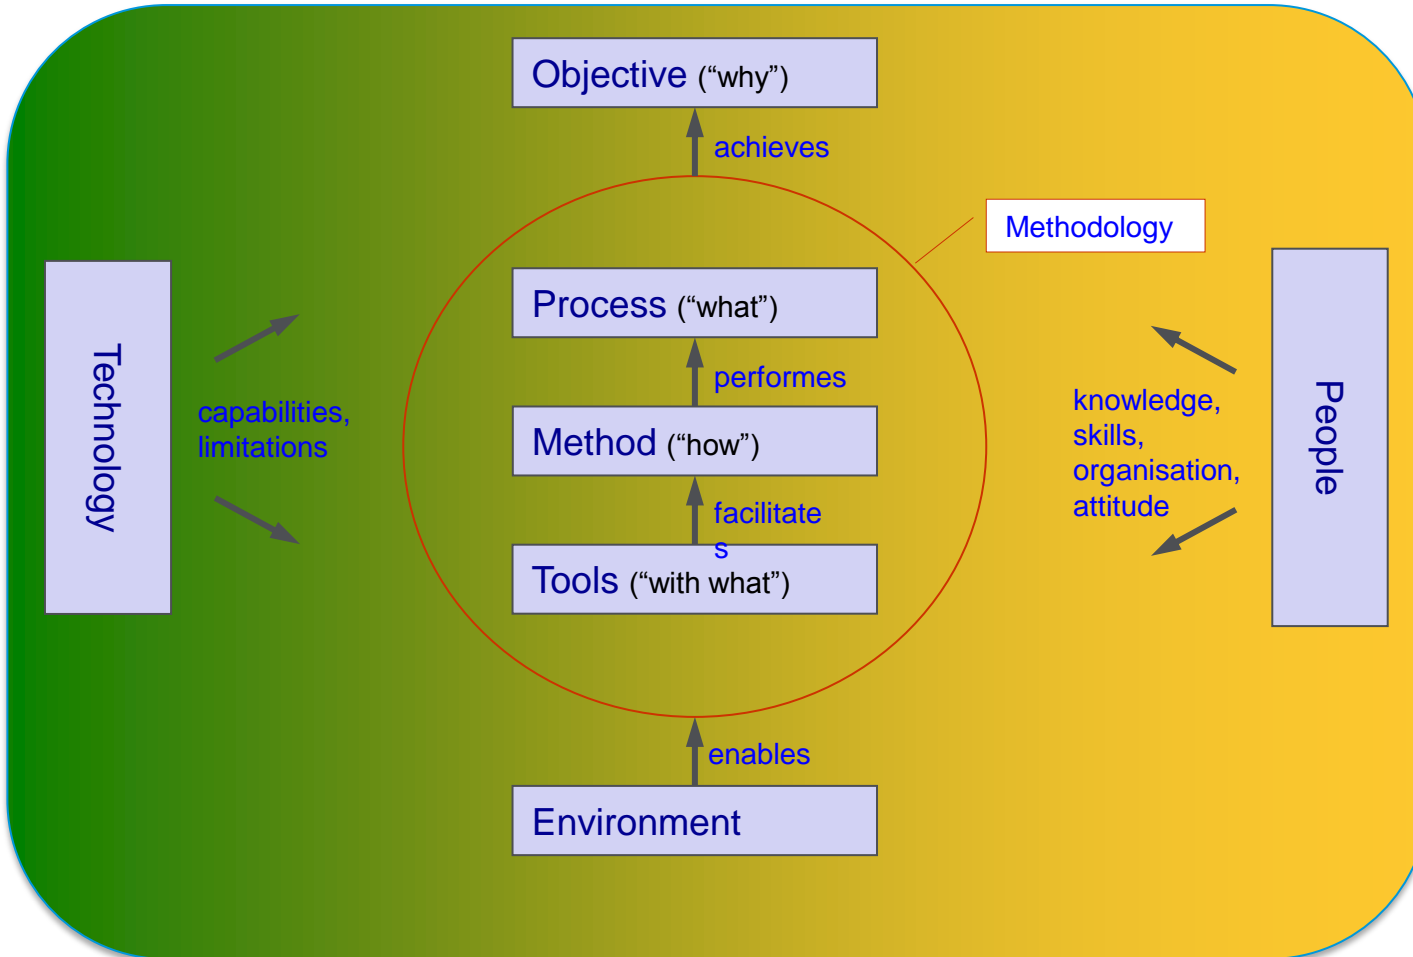 Objective (“why”)
achieves
Methodology
Process (“what”)
performes
Method (“how”)
facilitate
s
Tools (“with what”)
enables
Environment
Technology
capabilities,
limitations
knowledge,
skills,
organisation,
attitude
People